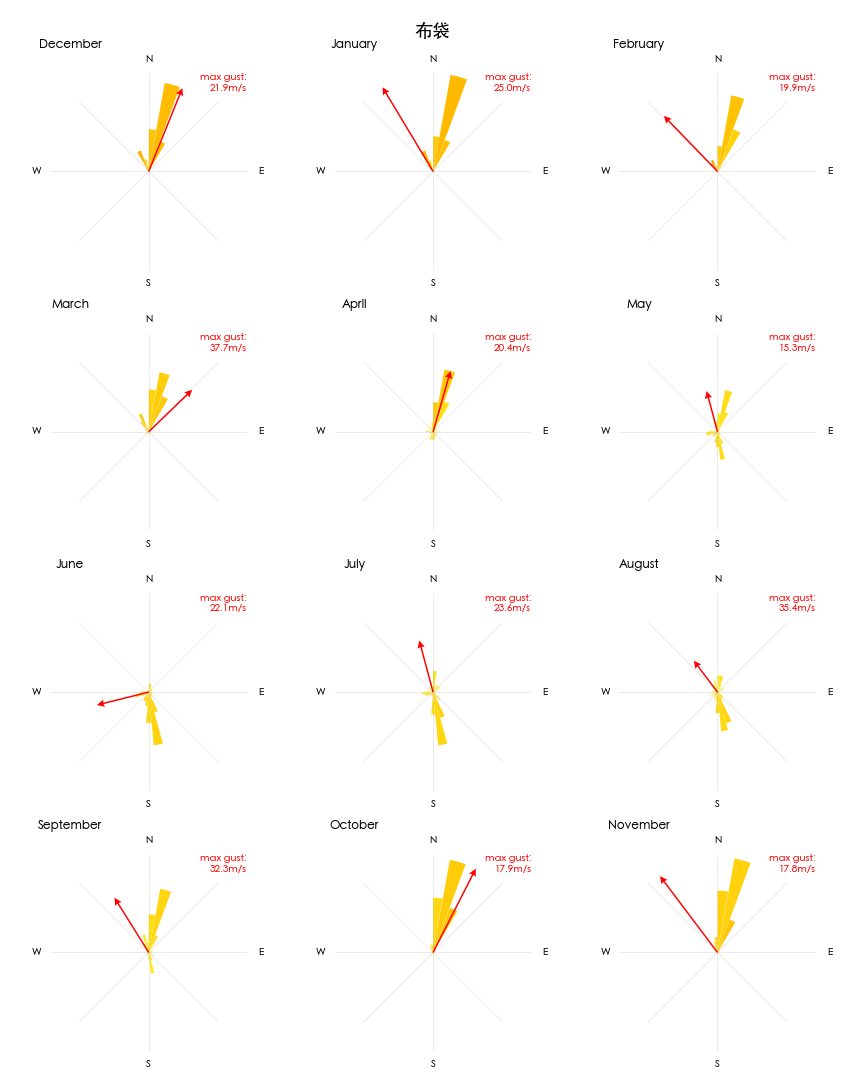 布袋
December
N
max gust:
21.9m/s
W
E
S
January
N
max gust:
25.0m/s
W
E
S
February
N
max gust:
19.9m/s
W
E
S
March
N
max gust:
37.7m/s
W
E
S
April
N
max gust:
20.4m/s
W
E
S
May
N
max gust:
15.3m/s
W
E
S
June
N
max gust:
22.1m/s
W
E
S
July
N
max gust:
23.6m/s
W
E
S
August
N
max gust:
35.4m/s
W
E
S
September
N
max gust:
32.3m/s
W
E
S
October
N
max gust:
17.9m/s
W
E
S
November
N
max gust:
17.8m/s
W
E
S